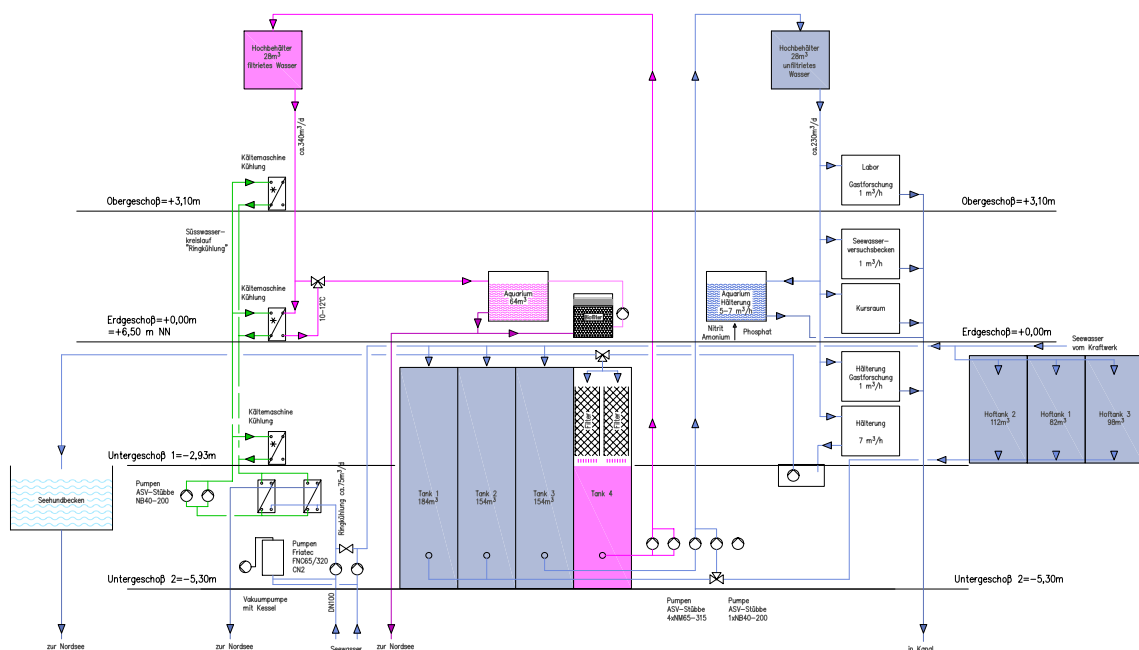 Hochbehälter
28m³
filtriertes Wasser
Hochbehälter
28m³
unfiltrietes
Wasser
ca.340m³/d
ca.230m³/d
Kältemaschine
Kühlung
Labor
Gastforschung
1 m³/h
Obergeschoß=+3,10m
Obergeschoß=+3,10m
Süsswasser-
kreislauf
"Ringkühlung"
Seewasser-
versuchsbecken
1 m³/h
Kältemaschine
Kühlung
10-12°C
Aquarium
64m³
Biofilter
Aquarium
Hälterung
5-7 m³/h
Kursraum
Erdgeschoß=+0,00m
=+6,50 m NN
Nitrit
Amonium
Phosphat
Erdgeschoß=+0,00m
Seewasser
vom Kraftwerk
Hälterung
Gastforschung
1 m³/h
Filter
Filter
Hoftank 2
112m³
Hoftank 1
82m³
Hoftank 3
98m³
Kältemaschine
Kühlung
Hälterung
7 m³/h
Untergeschoß 1=-2,93m
Seehundbecken
Pumpen
ASV-Stübbe
NB40-200
Ringkühlung ca.75m³/d
Tank 1
184m³
Tank 2
154m³
Tank 3
154m³
Tank 4
Pumpen
Friatec
FNC65/320
CN2
Untergeschoß 2=-5,30m
Untergeschoß 2=-5,30m
Vakuumpumpe
mit Kessel
DN100
Pumpen
ASV-Stübbe
4xNM65-315
Pumpe
ASV-Stübbe
1xNB40-200
zur Nordsee
zur Nordsee
Seewasser
zur Nordsee
in Kanal